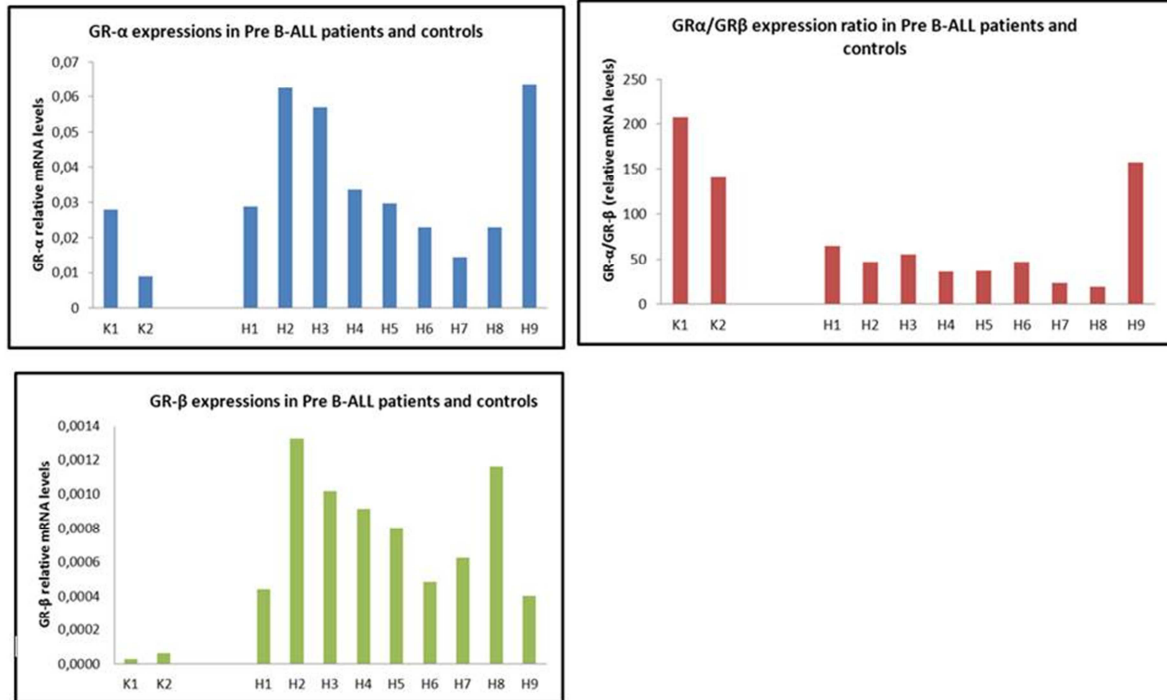 GR-α expressions in Pre B-ALL patients and controls
GR-α relative mRNA levels
0,07
0,06
0,05
0,04
0,03
0,02
0,01
0
K1 K2 H1 H2 H3 H4 H5 H6 H7 H8 H9
GRα/GRβ expression ratio in Pre B-ALL patients and
controls
GR-α/GR-β (relative mRNA levels)
250
200
150
100
50
0
K1 K2 H1 H2 H3 H4 H5 H6 H7 H8 H9
GR-β expressions in Pre B-ALL patients and controls
GR-β relative mRNA levels
0,0014
0,0012
0,0010
0,0008
0,0006
0,0004
0,0002
0,0000
K1 K2 H1 H2 H3 H4 H5 H6 H7 H8 H9